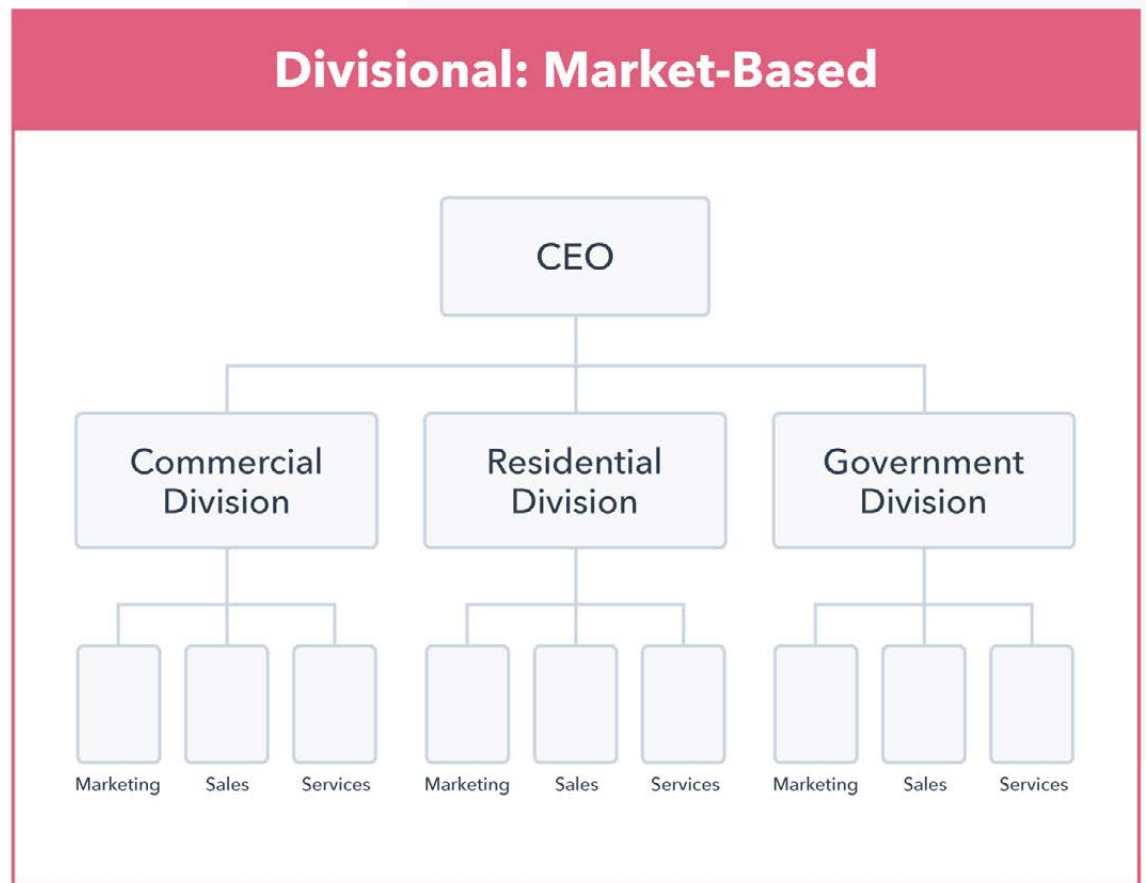 Divisional: Market-Based
CEO
Commercial
Division
Residential
Division
Government
Division
Marketing
Sales
Services
Marketing
Sales
Services
Marketing
Sales
Services